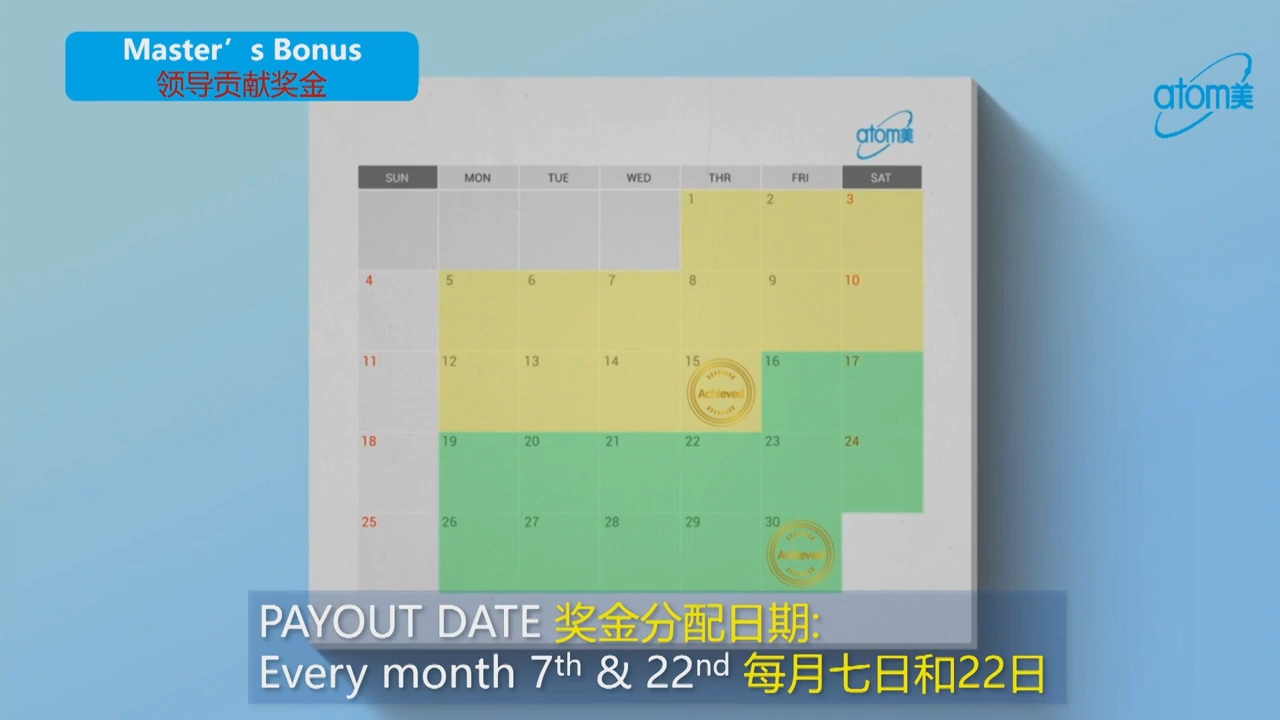 Master’s Bonus
领导贡献奖金
atom美
atom美
SUN MON TUE WED THR FRI SAT
1 2 3
4 5 6 7 8 9 10
11 12 13 14 15 16 17
Achieved
18 19 20 21 22 23 24
25 26 27 28 29 30
Achieved
PAYOUT DATE 奖金分配日期:
Every month 7th & 22nd 每月七日和22日